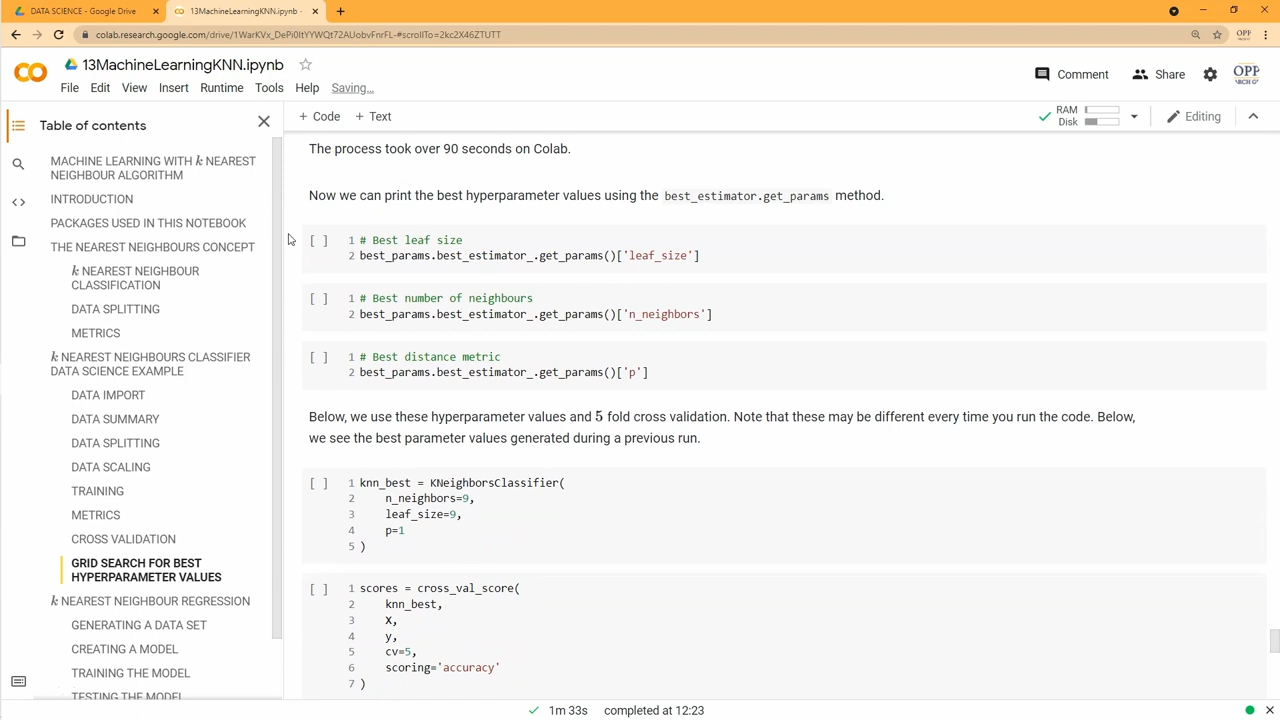 DATA SCIENCE - Google Drive
13MachineLearningKNN.ipynb
colab.research.google.com/drive/1WarKVx_DePi0ItYYWQt72AUobvFnrFL-#scrollTo=2kc2X46ZTUTT
OPP
13MachineLearningKNN.ipynb
File Edit View Insert Runtime Tools Help Saving...
Comment Share
OPP
+ Code + Text
RAM
Disk
Editing
Table of contents
MACHINE LEARNING WITH k NEAREST
NEIGHBOUR ALGORITHM
INTRODUCTION
PACKAGES USED IN THIS NOTEBOOK
THE NEAREST NEIGHBOURS CONCEPT
k NEAREST NEIGHBOUR
CLASSIFICATION
DATA SPLITTING
METRICS
k NEAREST NEIGHBOURS CLASSIFIER
DATA SCIENCE EXAMPLE
DATA IMPORT
DATA SUMMARY
DATA SPLITTING
DATA SCALING
TRAINING
METRICS
CROSS VALIDATION
GRID SEARCH FOR BEST
HYPERPARAMETER VALUES
k NEAREST NEIGHBOUR REGRESSION
GENERATING A DATA SET
CREATING A MODEL
TRAINING THE MODEL
TESTING THE MODEL
The process took over 90 seconds on Colab.
Now we can print the best hyperparameter values using the best_estimator.get_params method.
[ ] 1 # Best leaf size
2 best_params.best_estimator_.get_params()['leaf_size']
[ ] 1 # Best number of neighbours
2 best_params.best_estimator_.get_params()['n_neighbors']
[ ] 1 # Best distance metric
2 best_params.best_estimator_.get_params()['p']
Below, we use these hyperparameter values and 5 fold cross validation. Note that these may be different every time you run the code. Below,
we see the best parameter values generated during a previous run.
[ ] 1 knn_best = KNeighborsClassifier(
2 n_neighbors=9,
3 leaf_size=9,
4 p=1
5 )
[ ] 1 scores = cross_val_score(
2 knn_best,
3 X,
4 y,
5 cv=5,
6 scoring='accuracy'
7 )
1m 33s completed at 12:23